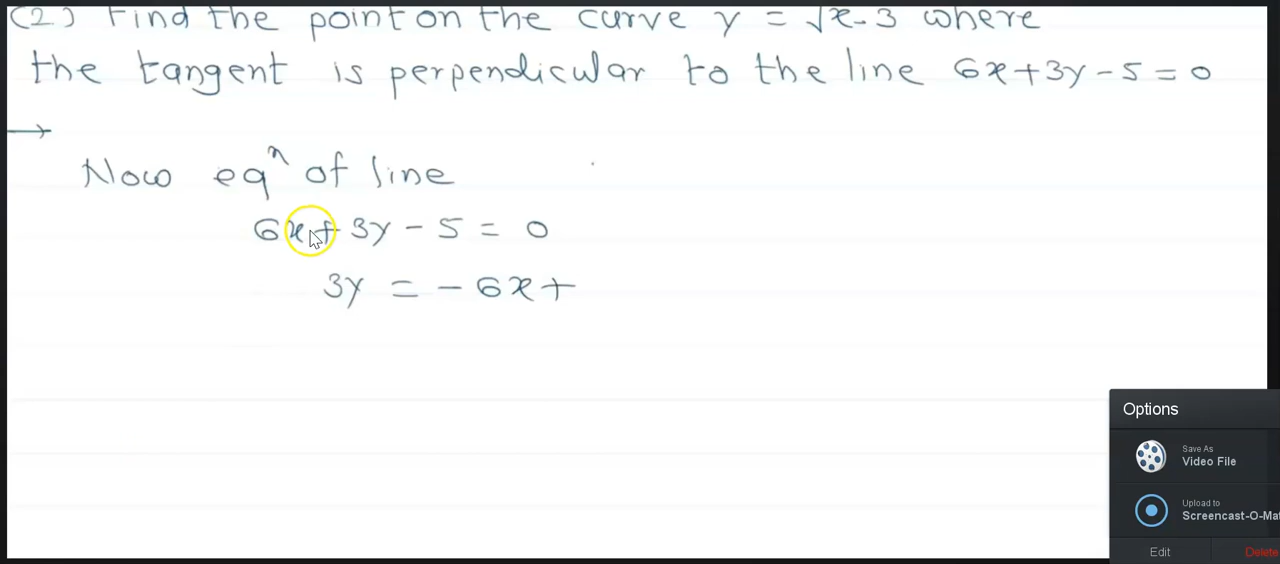 (2) Find the point on the curve y = √x-3 where
the tangent is perpendicular to the line 6x+3y-5=0
→
Now eqⁿ of line
6x+3y-5=0
3y = -6x+
Options
Save As
Video File
Upload to
Screencast-O-Mat
Edit
Delete